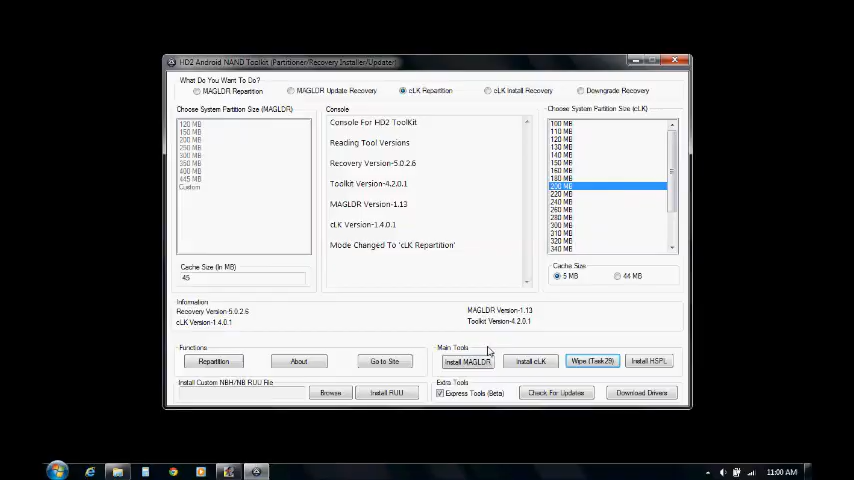 HD2 Android NAND Toolkit (Partitioner/Recovery Installer/Updater)
What Do You Want To Do?
MAGLDR Repartition
MAGLDR Update Recovery
cLK Repartition
cLK Install Recovery
Downgrade Recovery
Choose System Partition Size (MAGLDR)
120 MB
150 MB
200 MB
250 MB
300 MB
350 MB
400 MB
445 MB
Custom
Cache Size (In MB)
45
Console
Console For HD2 ToolKit
Reading Tool Versions
Recovery Version-5.0.2.6
Toolkit Version-4.2.0.1
MAGLDR Version-1.13
cLK Version-1.4.0.1
Mode Changed To 'cLK Repartition'
Choose System Partition Size (cLK)
100 MB
110 MB
120 MB
130 MB
140 MB
150 MB
160 MB
180 MB
200 MB
220 MB
240 MB
260 MB
280 MB
300 MB
310 MB
320 MB
340 MB
Cache Size
5 MB
44 MB
Information
Recovery Version-5.0.2.6
cLK Version-1.4.0.1
MAGLDR Version-1.13
Toolkit Version-4.2.0.1
Functions
Repartition
About
Go to Site
Main Tools
Install MAGLDR
Install cLK
Wipe (Task29)
Install HSPL
Install Custom NBH/NB RUU File
Browse
Install RUU
Extra Tools
Express Tools (Beta)
Check For Updates
Download Drivers
11:00 AM